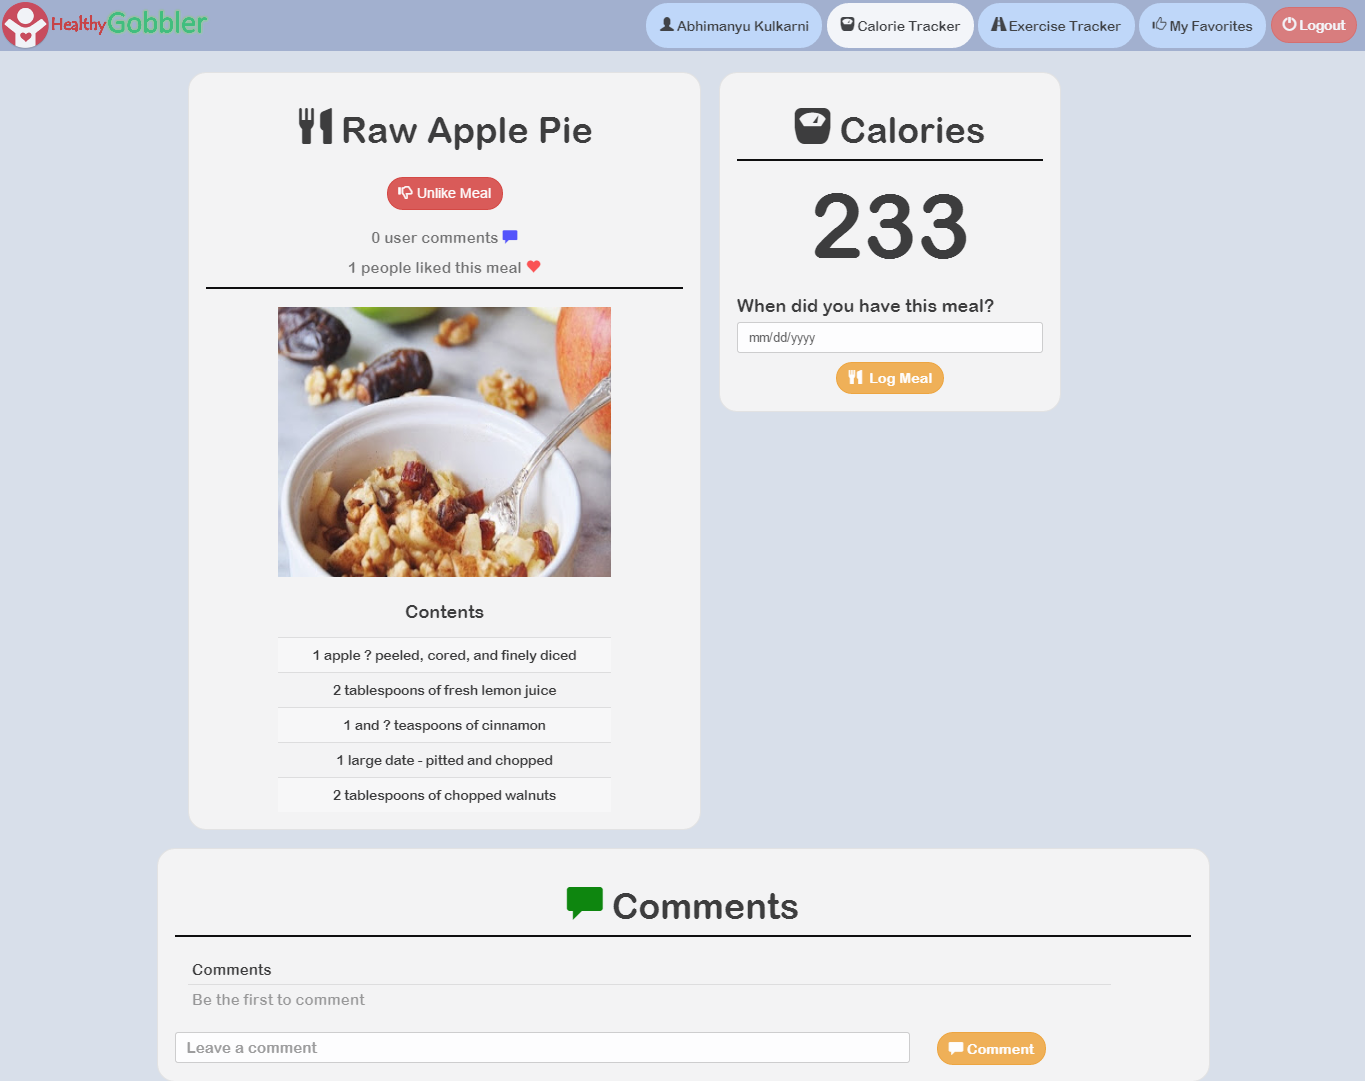 HealthyGobbler
Abhimanyu Kulkarni
Calorie Tracker
Exercise Tracker
My Favorites
Logout
Raw Apple Pie
Unlike Meal
0 user comments
1 people liked this meal
Contents
1 apple ? peeled, cored, and finely diced
2 tablespoons of fresh lemon juice
1 and ? teaspoons of cinnamon
1 large date - pitted and chopped
2 tablespoons of chopped walnuts
Calories
233
When did you have this meal?
mm/dd/yyyy
Log Meal
Comments
Comments
Be the first to comment
Leave a comment
Comment